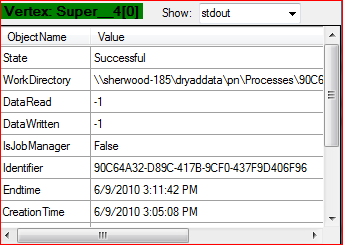 Vertex: Super__4[0] Show: stdout
ObjectName Value
State Successful
WorkDirectory \\sherwood-185\dryaddata\pn\Processes\90C6
DataRead -1
DataWritten -1
IsJobManager False
Identifier 90C64A32-D89C-417B-9CF0-437F9D406F96
Endtime 6/9/2010 3:11:42 PM
CreationTime 6/9/2010 3:05:08 PM